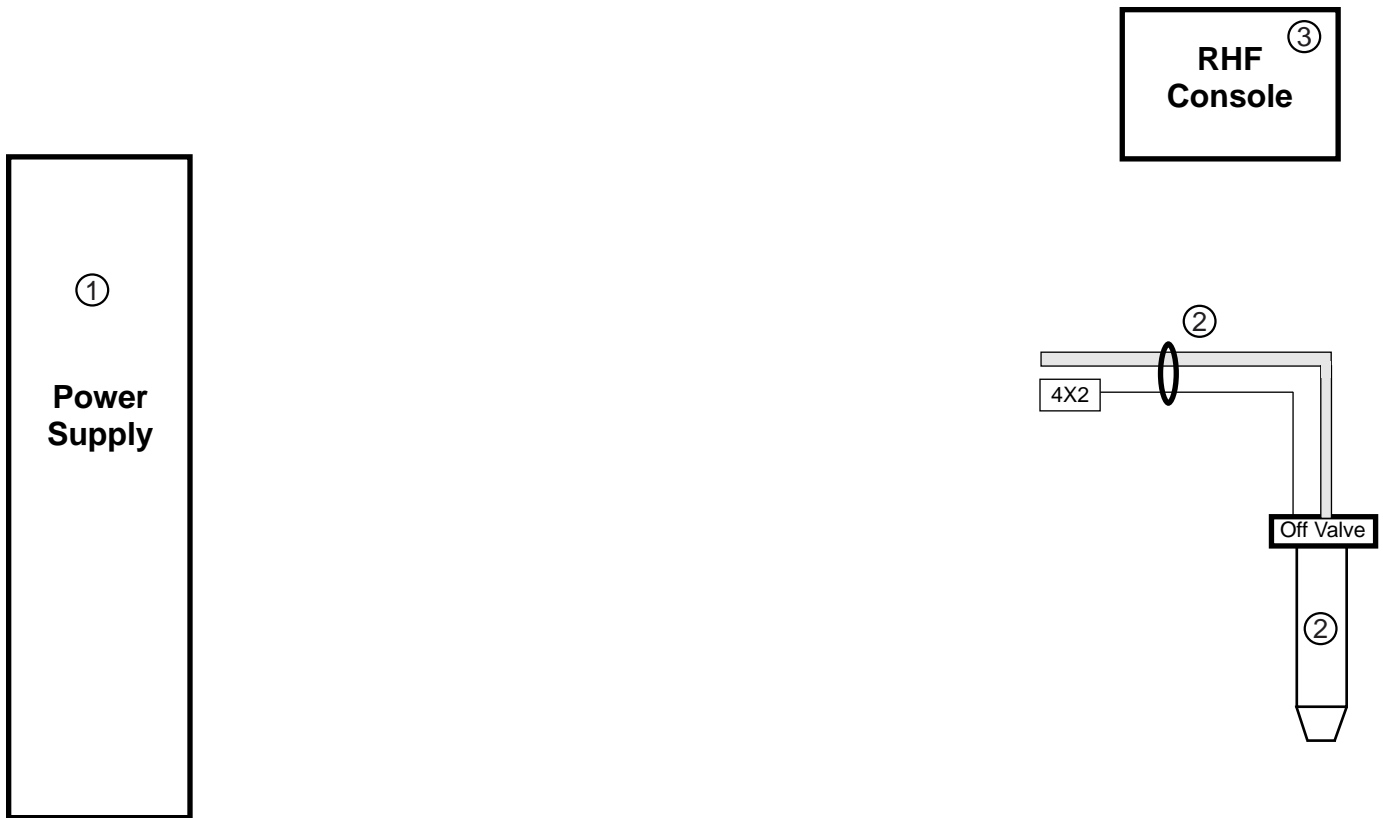 ③
RHF
Console
①
Power
Supply
②
4X2
Off Valve
②